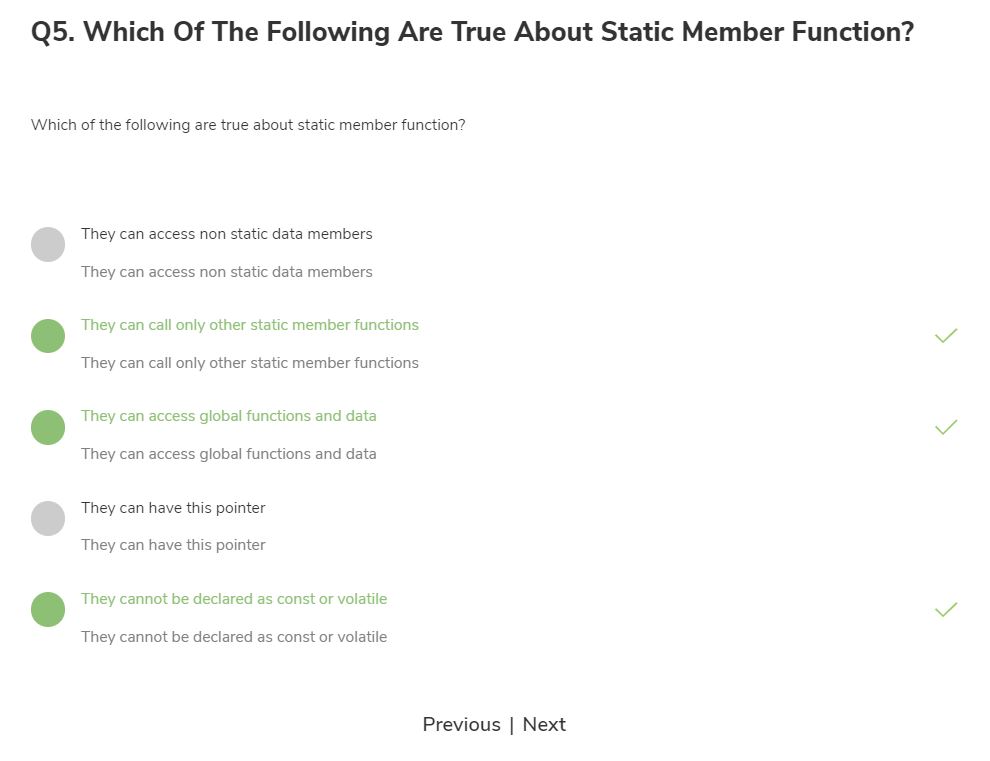 Q5. Which Of The Following Are True About Static Member Function?
Which of the following are true about static member function?
They can access non static data members
They can access non static data members
They can call only other static member functions
They can call only other static member functions
They can access global functions and data
They can access global functions and data
They can have this pointer
They can have this pointer
They cannot be declared as const or volatile
They cannot be declared as const or volatile
Previous | Next